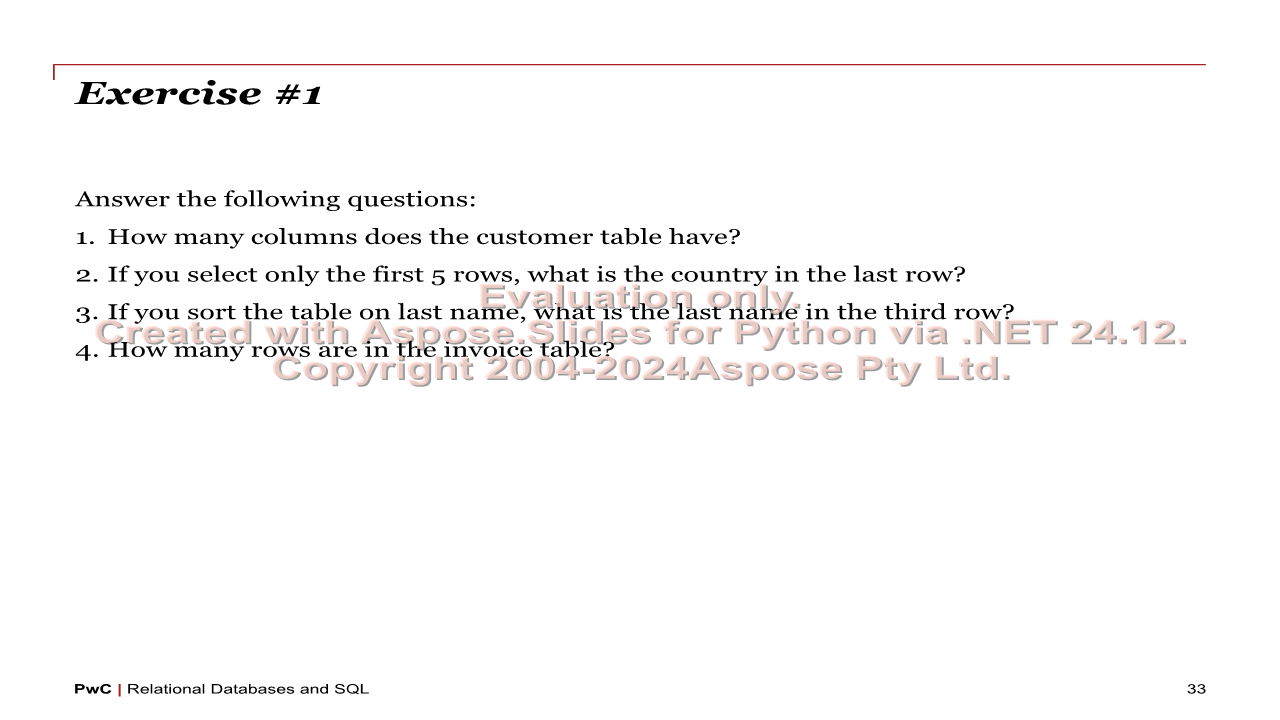 Exercise #1
Answer the following questions:
1. How many columns does the customer table have?
2. If you select only the first 5 rows, what is the country in the last row?
Evaluation only.
3. If you sort the table on last name, what is the last name in the third row?
Created with Aspose.Slides for Python via .NET 24.12.
4. How many rows are in the invoice table?
Copyright 2004-2024Aspose Pty Ltd.
PwC | Relational Databases and SQL
33